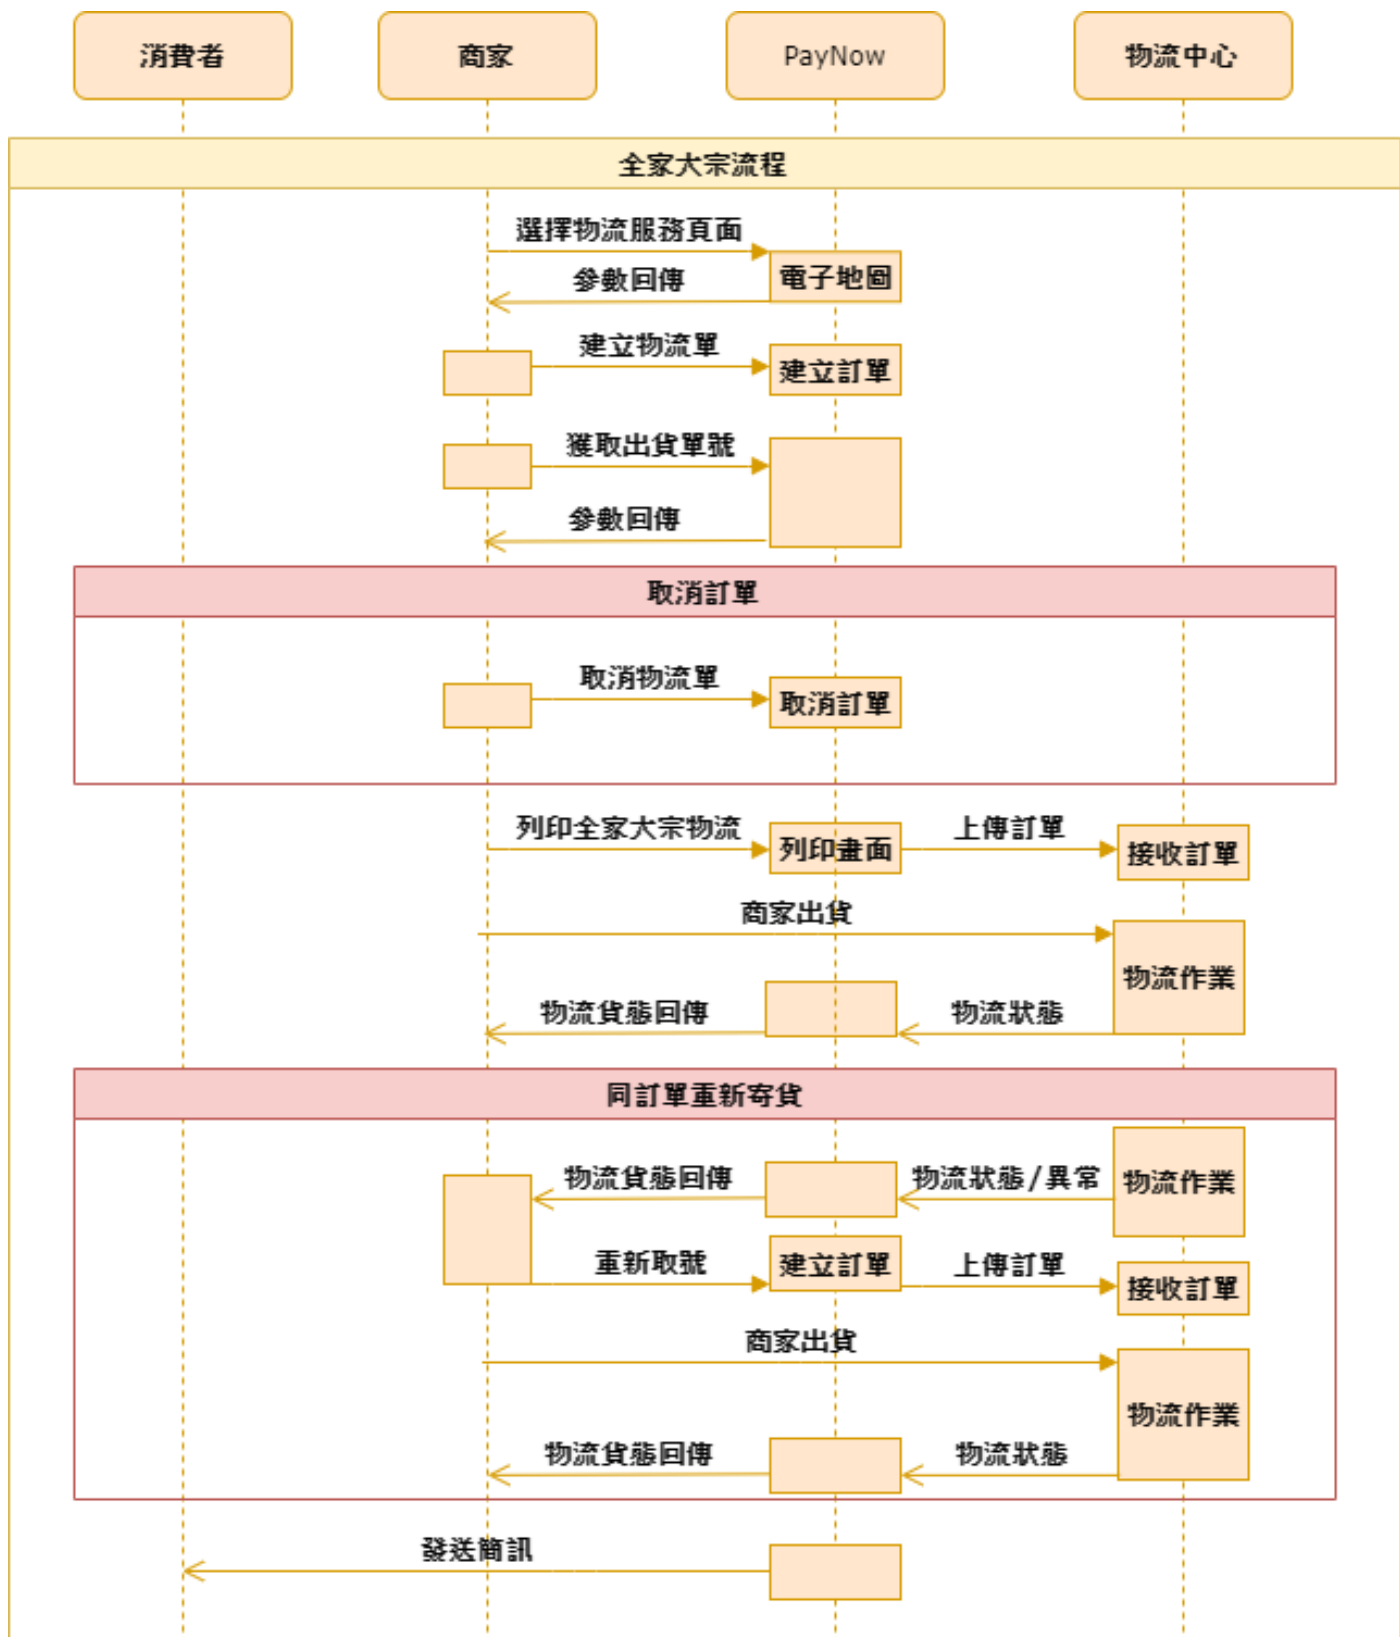 消費者
商家
PayNow
物流中心
全家大宗流程
選擇物流服務頁面
電子地圖
參數回傳
建立物流單
建立訂單
獲取出貨單號
參數回傳
取消訂單
取消物流單
取消訂單
列印全家大宗物流
列印畫面
上傳訂單
接收訂單
商家出貨
物流作業
物流貨態回傳
物流狀態
同訂單重新寄貨
物流貨態回傳
物流狀態/異常
物流作業
重新取號
建立訂單
上傳訂單
接收訂單
商家出貨
物流作業
物流貨態回傳
物流狀態
發送簡訊